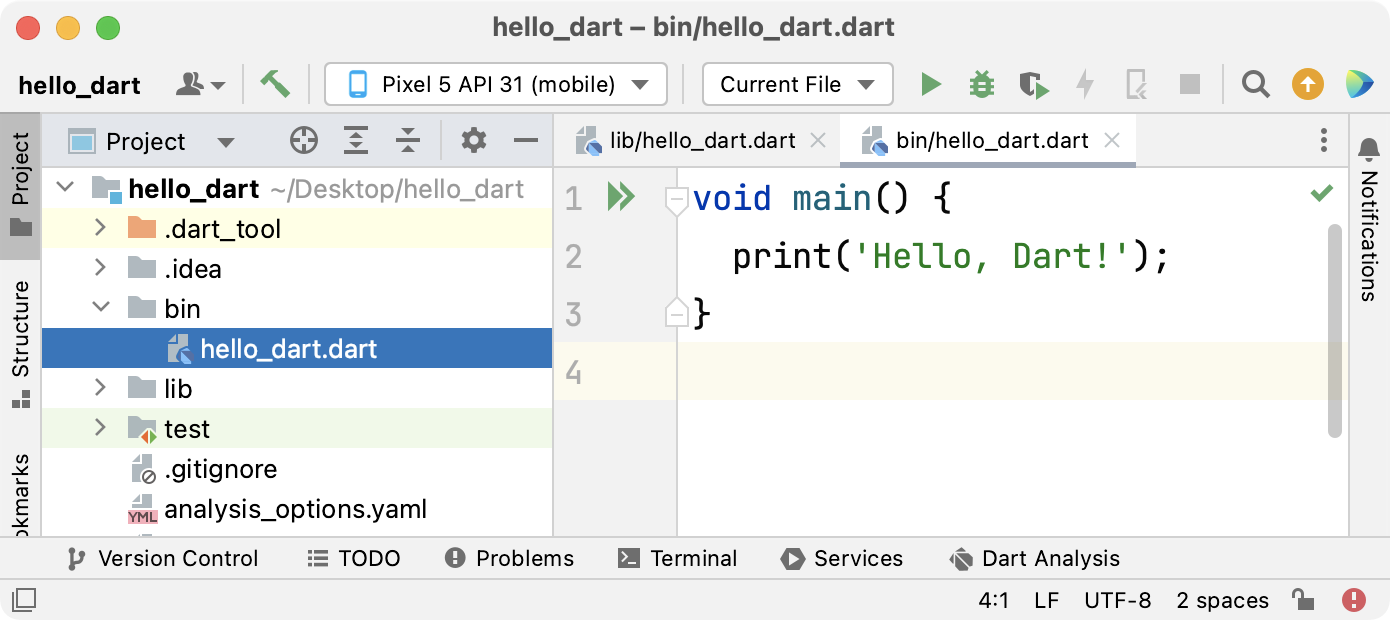 hello_dart – bin/hello_dart.dart
hello_dart Pixel 5 API 31 (mobile) Current File
Project
Project
lib/hello_dart.dart
bin/hello_dart.dart
hello_dart ~/Desktop/hello_dart
.dart_tool
.idea
bin
hello_dart.dart
lib
test
.gitignore
YML analysis_options.yaml
Structure
1 void main() {
2 print('Hello, Dart!');
3 }
4
Notifications
Version Control TODO Problems Terminal Services Dart Analysis
4:1 LF UTF-8 2 spaces